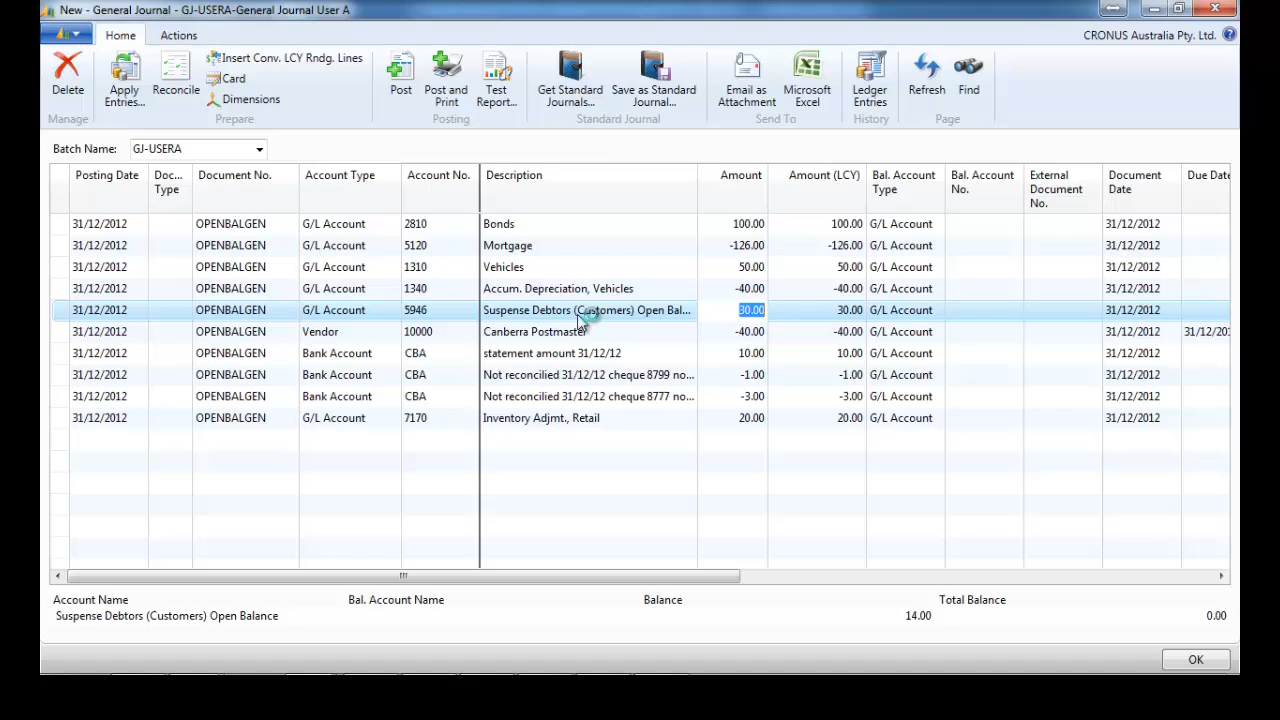 New - General Journal - GJ-USERA-General Journal User A
Home Actions CRONUS Australia Pty. Ltd.
Delete
Manage
Apply Entries...
Reconcile
Insert Conv. LCY Rndg. Lines
Card
Dimensions
Prepare
Post
Post and Print
Test Report...
Posting
Get Standard Journals...
Save as Standard Journal...
Standard Journal
Email as Attachment
Microsoft Excel
Send To
Ledger Entries
History
Refresh
Find
Page
Batch Name: GJ-USERA
Posting Date Doc... Type Document No. Account Type Account No. Description Amount Amount (LCY) Bal. Account Type Bal. Account No. External Document No. Document Date Due Date
31/12/2012 OPENBALGEN G/L Account 2810 Bonds 100.00 100.00 G/L Account 31/12/2012
31/12/2012 OPENBALGEN G/L Account 5120 Mortgage -126.00 -126.00 G/L Account 31/12/2012
31/12/2012 OPENBALGEN G/L Account 1310 Vehicles 50.00 50.00 G/L Account 31/12/2012
31/12/2012 OPENBALGEN G/L Account 1340 Accum. Depreciation, Vehicles -40.00 -40.00 G/L Account 31/12/2012
31/12/2012 OPENBALGEN G/L Account 5946 Suspense Debtors (Customers) Open Bal... 30.00 30.00 G/L Account 31/12/2012
31/12/2012 OPENBALGEN Vendor 10000 Canberra Postmaster -40.00 -40.00 G/L Account 31/12/2012 31/12/20
31/12/2012 OPENBALGEN Bank Account CBA statement amount 31/12/12 10.00 10.00 G/L Account 31/12/2012
31/12/2012 OPENBALGEN Bank Account CBA Not reconcilied 31/12/12 cheque 8799 no... -1.00 -1.00 G/L Account 31/12/2012
31/12/2012 OPENBALGEN Bank Account CBA Not reconcilied 31/12/12 cheque 8777 no... -3.00 -3.00 G/L Account 31/12/2012
31/12/2012 OPENBALGEN G/L Account 7170 Inventory Adjmt., Retail 20.00 20.00 G/L Account 31/12/2012
Account Name Bal. Account Name Balance Total Balance
Suspense Debtors (Customers) Open Balance 14.00 0.00
OK